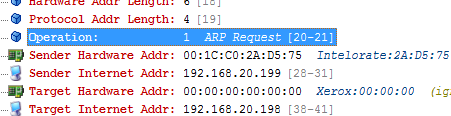 Hardware Addr Length: 6 [18]
Protocol Addr Length: 4 [19]
Operation: 1 ARP Request [20-21]
Sender Hardware Addr: 00:1C:C0:2A:D5:75 Intelorate:2A:D5:75
Sender Internet Addr: 192.168.20.199 [28-31]
Target Hardware Addr: 00:00:00:00:00:00 Xerox:00:00:00 (ig
Target Internet Addr: 192.168.20.198 [38-41]